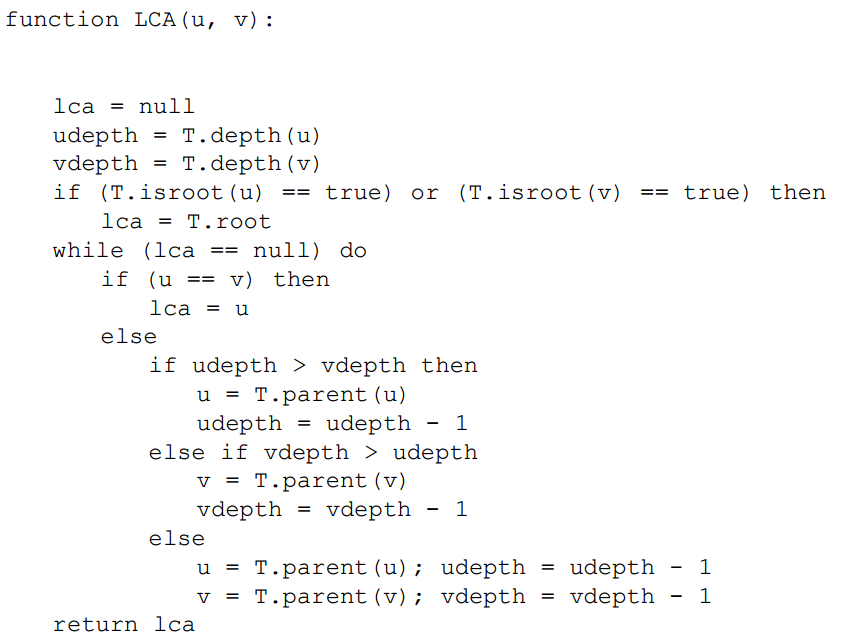 function LCA(u, v):
    lca = null
    udepth = T.depth(u)
    vdepth = T.depth(v)
    if (T.isroot(u) == true) or (T.isroot(v) == true) then
        lca = T.root
    while (lca == null) do
        if (u == v) then
            lca = u
        else
            if udepth > vdepth then
                u = T.parent(u)
                udepth = udepth - 1
            else if vdepth > udepth
                v = T.parent(v)
                vdepth = vdepth - 1
            else
                u = T.parent(u); udepth = udepth - 1
                v = T.parent(v); vdepth = vdepth - 1
    return lca